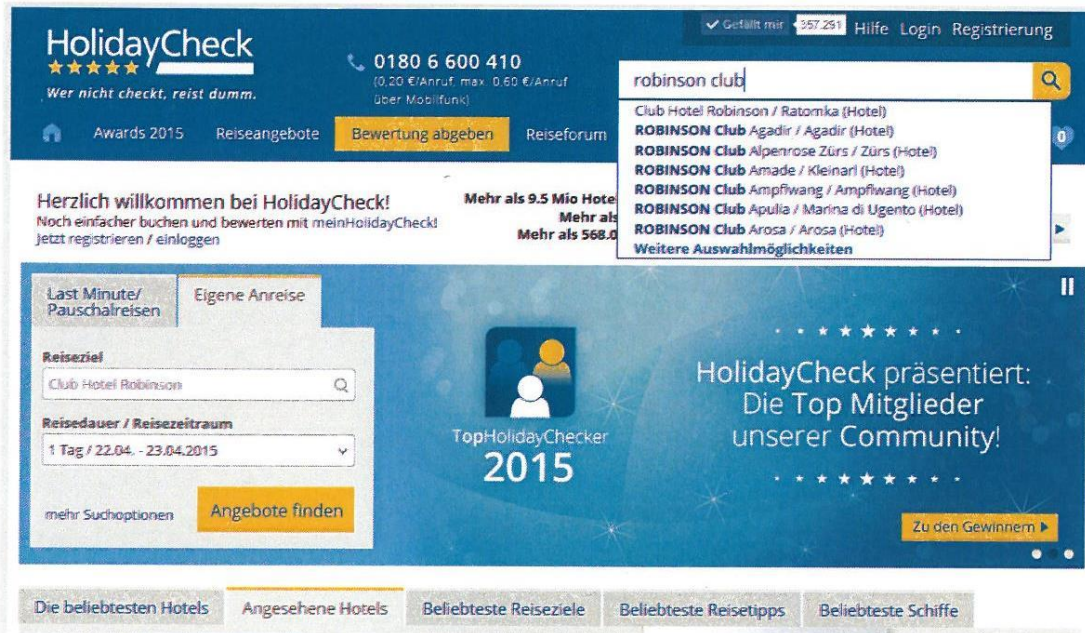 HolidayCheck
Wer nicht checkt, reist dumm.
0180 6 600 410
(0,20 €/Anruf, max. 0,60 €/Anruf
über Mobilfunk)
Gefällt mir 357.291 Hilfe Login Registrierung
robinson club
Club Hotel Robinson / Ratomka (Hotel)
ROBINSON Club Agadir / Agadir (Hotel)
ROBINSON Club Alpenrose Zürs / Zürs (Hotel)
ROBINSON Club Amade / Kleinarl (Hotel)
ROBINSON Club Ampflwang / Ampflwang (Hotel)
ROBINSON Club Apulia / Marina di Ugento (Hotel)
ROBINSON Club Arosa / Arosa (Hotel)
Weitere Auswahlmöglichkeiten
Awards 2015 Reiseangebote Bewertung abgeben Reiseforum 0
Herzlich willkommen bei HolidayCheck!
Noch einfacher buchen und bewerten mit meinHolidayCheck!
Jetzt registrieren / einloggen
Mehr als 9.5 Mio Hote
Mehr als
Mehr als 568.0
Last Minute/
Pauschalreisen
Eigene Anreise
Reiseziel
Club Hotel Robinson
Reisedauer / Reisezeitraum
1 Tag / 22.04. - 23.04.2015
mehr Suchoptionen Angebote finden
TopHolidayChecker
2015
HolidayCheck präsentiert:
Die Top Mitglieder
unserer Community!
Zu den Gewinnern
Die beliebtesten Hotels Angesehene Hotels Beliebteste Reiseziele Beliebteste Reisetipps Beliebteste Schiffe